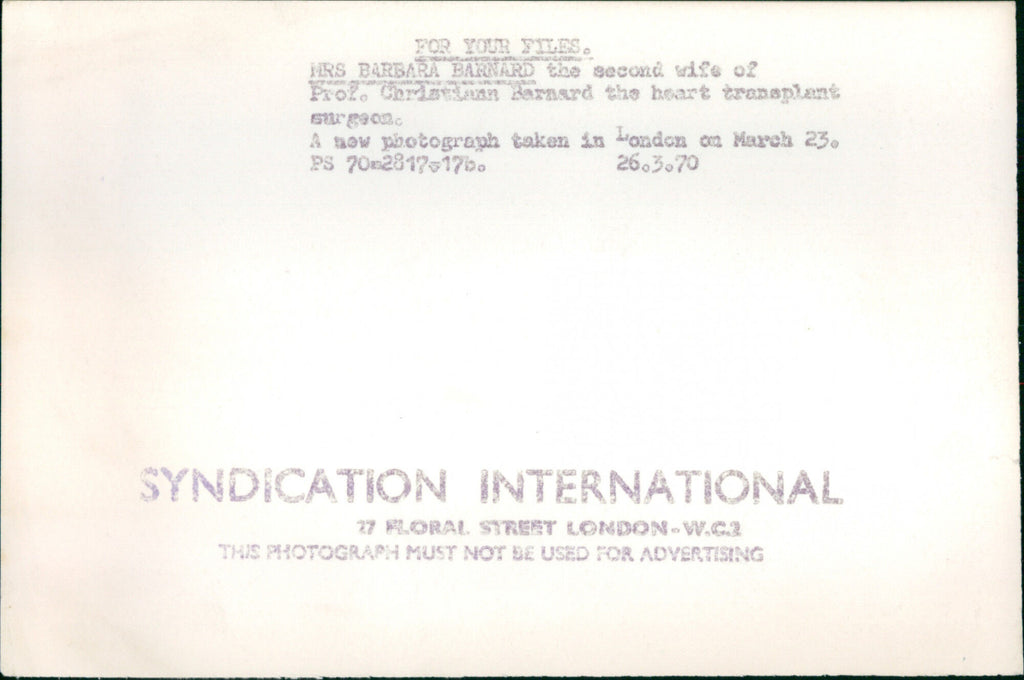 FOR YOUR FILES.
MRS BARBARA BARNARD the second wife of
Prof. Christiann Barnard the heart transplant
surgeon.
A new photograph taken in London on March 23.
PS 70-2817-17b. 26.3.70
SYNDICATION INTERNATIONAL
27 FLORAL STREET LONDON-W.C.2
THIS PHOTOGRAPH MUST NOT BE USED FOR ADVERTISING